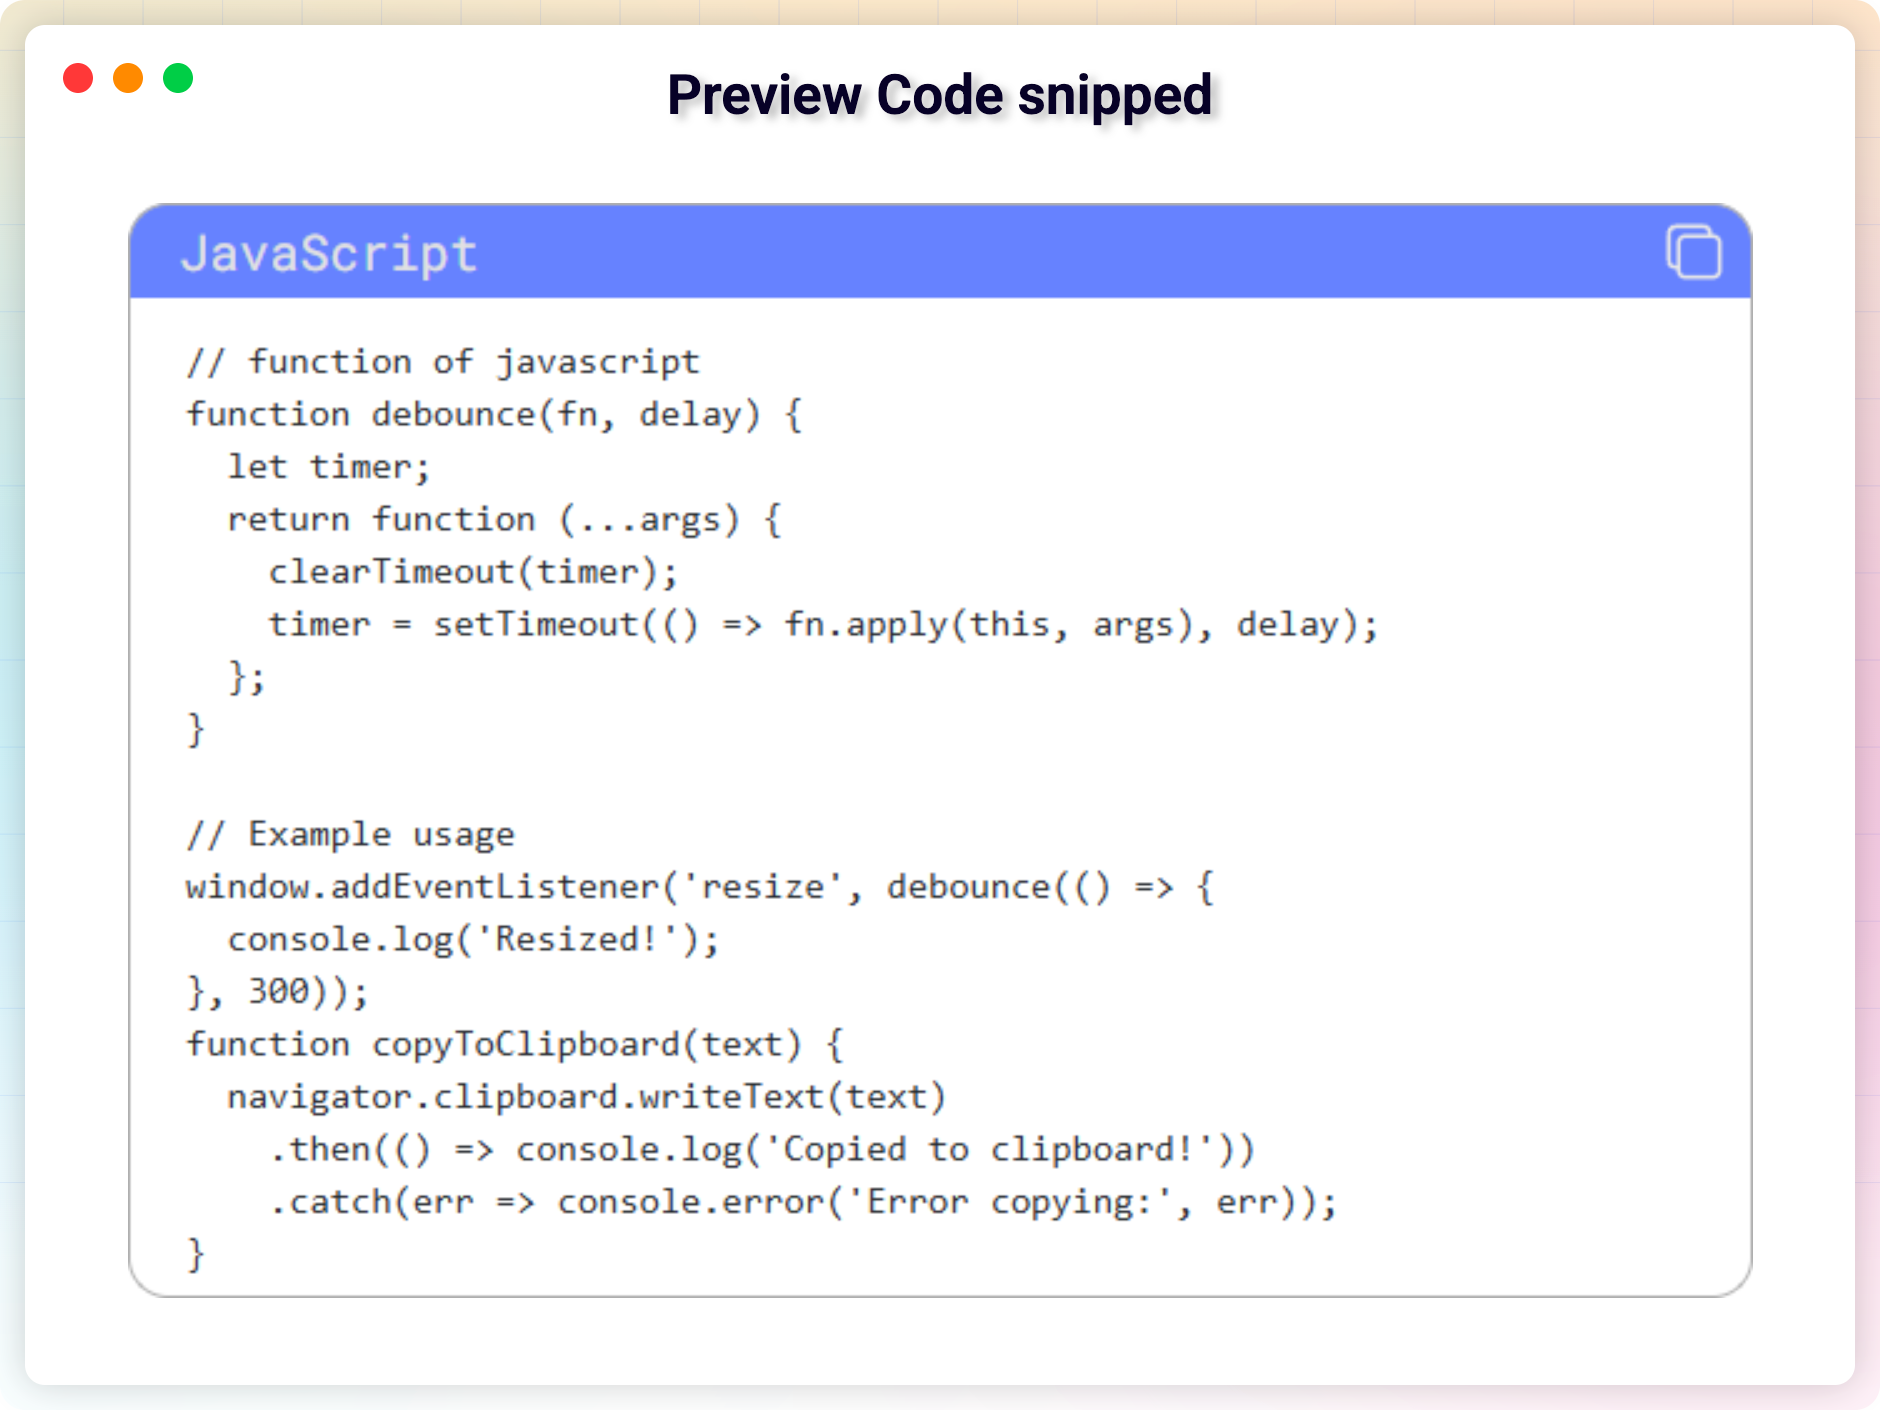 Preview Code snipped
JavaScript
// function of javascript
function debounce(fn, delay) {
  let timer;
  return function (...args) {
    clearTimeout(timer);
    timer = setTimeout(() => fn.apply(this, args), delay);
  };
}

// Example usage
window.addEventListener('resize', debounce(() => {
  console.log('Resized!');
}, 300));
function copyToClipboard(text) {
  navigator.clipboard.writeText(text)
    .then(() => console.log('Copied to clipboard!'))
    .catch(err => console.error('Error copying:', err));
}